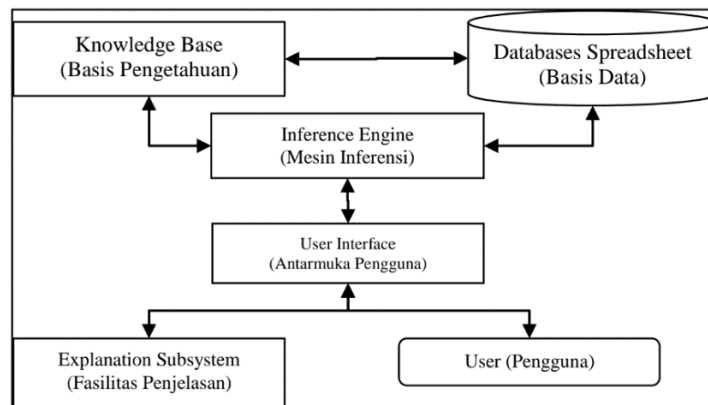 Knowledge Base
(Basis Pengetahuan)
Databases Spreadsheet
(Basis Data)
Inference Engine
(Mesin Inferensi)
User Interface
(Antarmuka Pengguna)
Explanation Subsystem
(Fasilitas Penjelasan)
User (Pengguna)